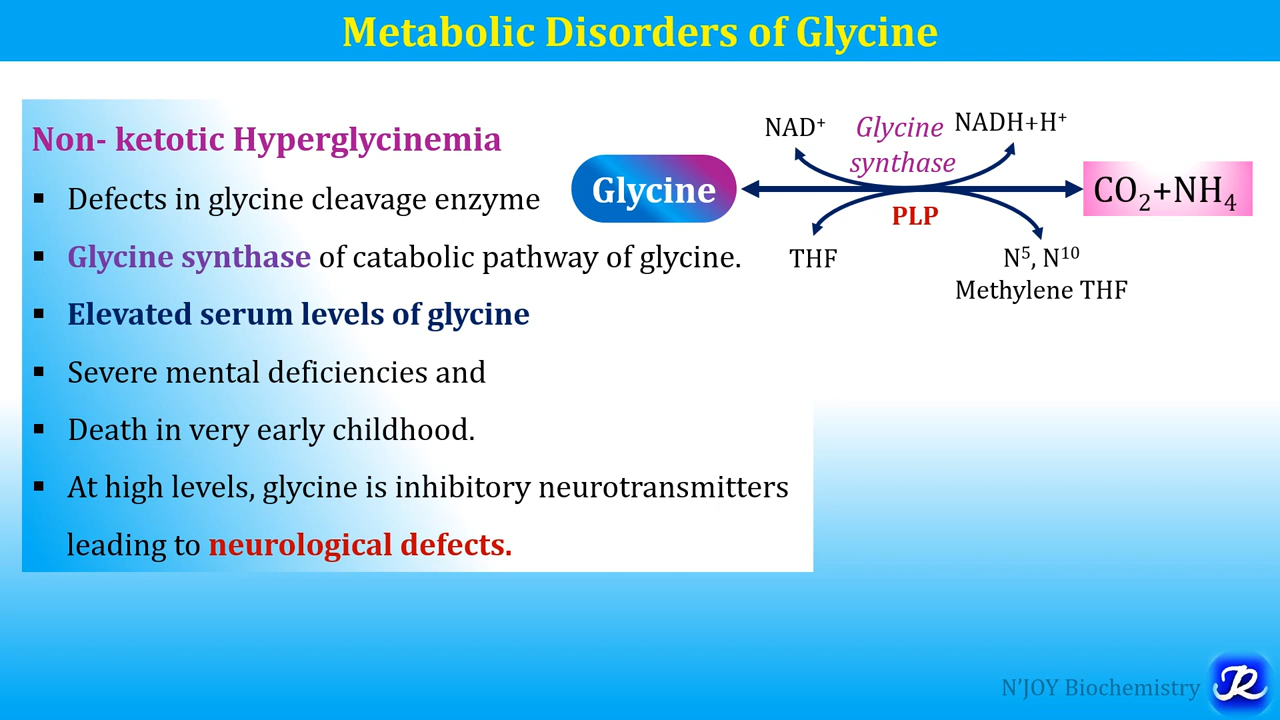 Metabolic Disorders of Glycine
Non- ketotic Hyperglycinemia
▪ Defects in glycine cleavage enzyme
▪ Glycine synthase of catabolic pathway of glycine.
▪ Elevated serum levels of glycine
▪ Severe mental deficiencies and
▪ Death in very early childhood.
▪ At high levels, glycine is inhibitory neurotransmitters
leading to neurological defects.
NAD⁺
Glycine
synthase
NADH+H⁺
Glycine
CO₂+NH₄
PLP
THF
N⁵, N¹⁰
Methylene THF
N'JOY Biochemistry
JR